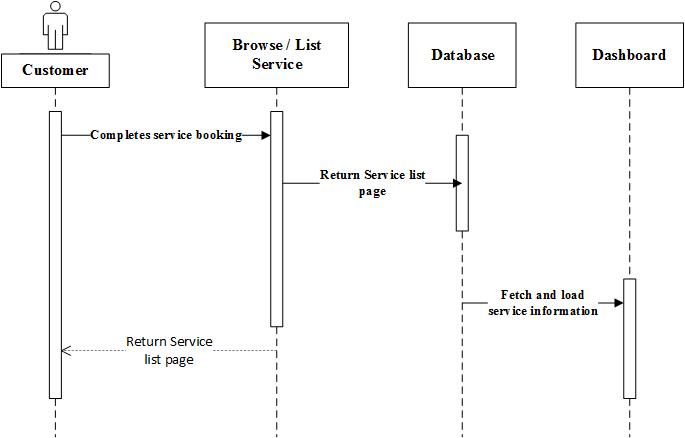 Customer
Browse / List
Service
Database
Dashboard
Completes service booking
Return Service list
page
Fetch and load
service information
Return Service
list page